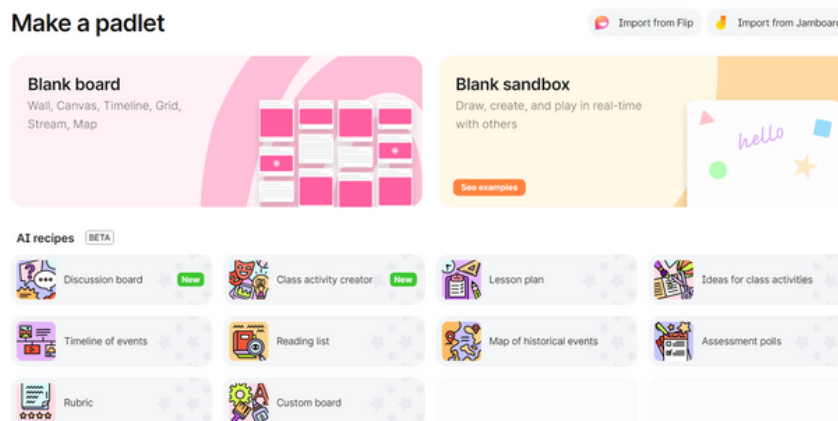 Make a padlet
Import from Flip
Import from Jamboard
Blank board
Wall, Canvas, Timeline, Grid,
Stream, Map
Blank sandbox
Draw, create, and play in real-time
with others
hello
See examples
AI recipes BETA
Discussion board New
Class activity creator New
Lesson plan
Ideas for class activities
Timeline of events
Reading list
Map of historical events
Assessment polls
Rubric
Custom board